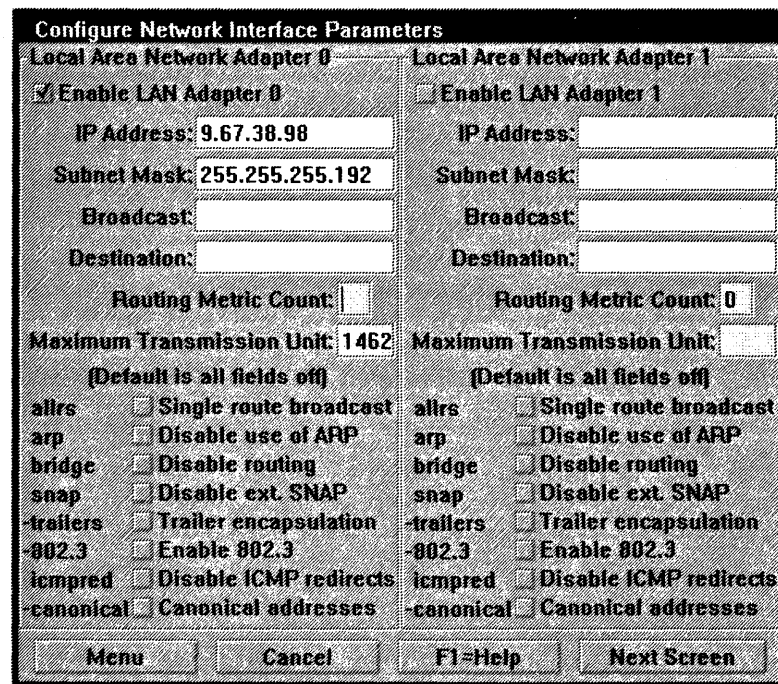 Configure Network Interface Parameters
Local Area Network Adapter 0
Enable LAN Adapter 0
IP Address: 9.67.38.98
Subnet Mask: 255.255.255.192
Broadcast:
Destination:
Routing Metric Count:
Maximum Transmission Unit: 1462
(Default is all fields off)
allrs Single route broadcast
arp Disable use of ARP
bridge Disable routing
snap Disable ext. SNAP
-trailers Trailer encapsulation
-802.3 Enable 802.3
icmpred Disable ICMP redirects
-canonical Canonical addresses
Local Area Network Adapter 1
Enable LAN Adapter 1
IP Address:
Subnet Mask:
Broadcast:
Destination:
Routing Metric Count: 0
Maximum Transmission Unit:
(Default is all fields off)
allrs Single route broadcast
arp Disable use of ARP
bridge Disable routing
snap Disable ext. SNAP
-trailers Trailer encapsulation
-802.3 Enable 802.3
icmpred Disable ICMP redirects
-canonical Canonical addresses
Menu Cancel F1=Help Next Screen